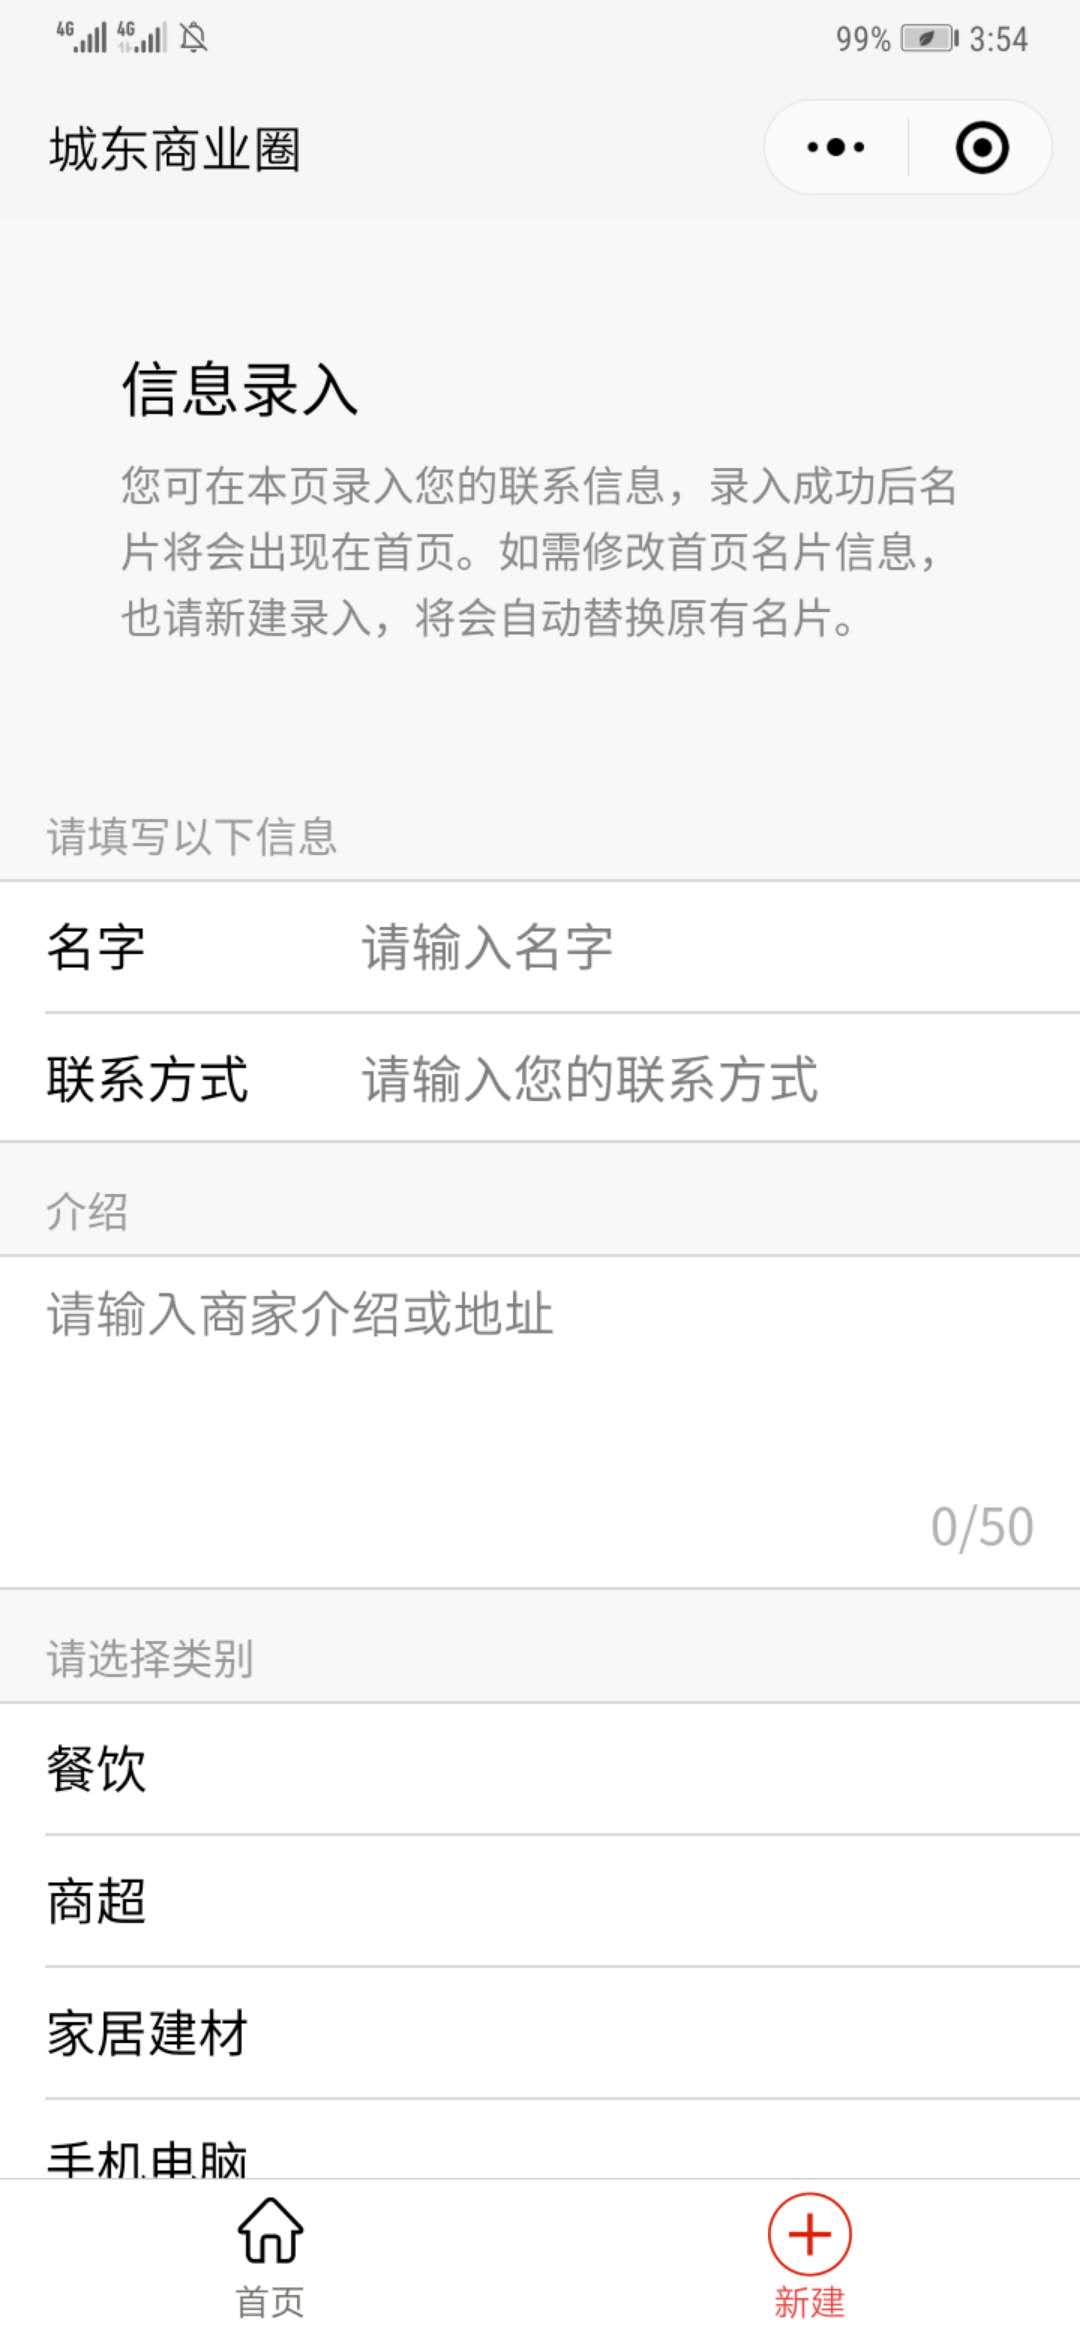 4G 4G 99% 3:54
城东商业圈
信息录入
您可在本页录入您的联系信息，录入成功后名
片将会出现在首页。如需修改首页名片信息，
也请新建录入，将会自动替换原有名片。
请填写以下信息
名字 请输入名字
联系方式 请输入您的联系方式
介绍
请输入商家介绍或地址
0/50
请选择类别
餐饮
商超
家居建材
手机电脑
首页 新建